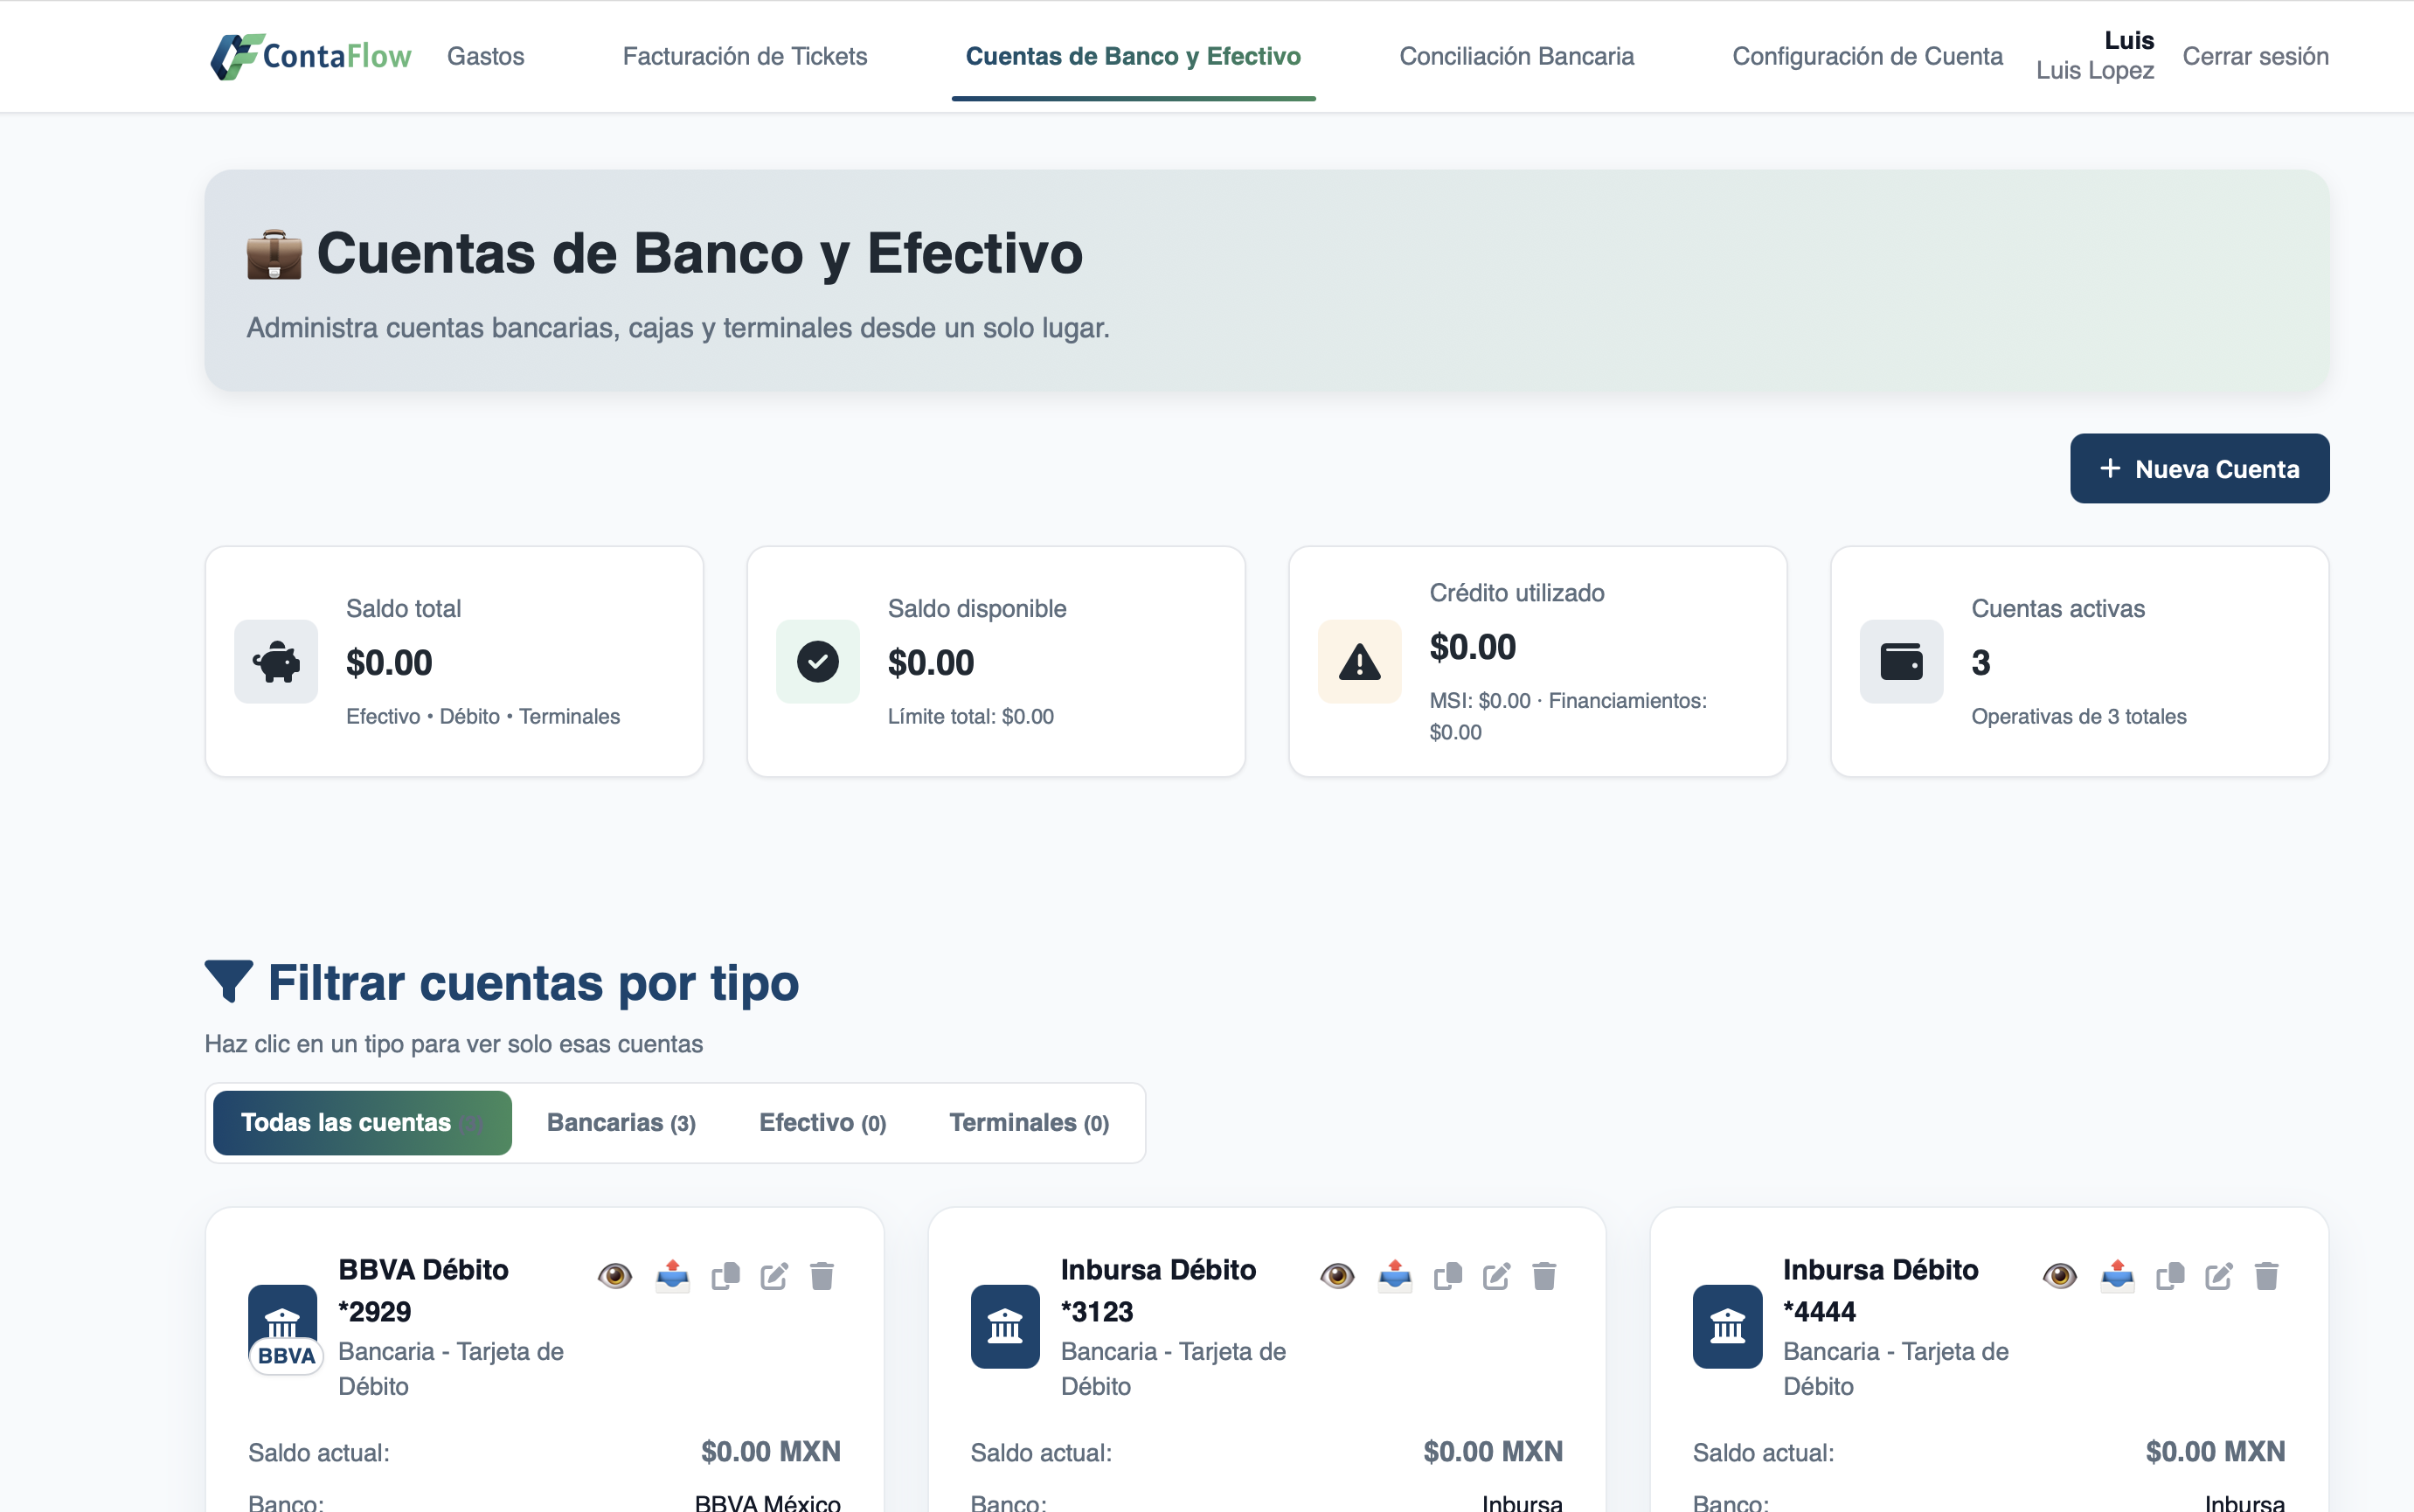 ContaFlow
Gastos
Facturación de Tickets
Cuentas de Banco y Efectivo
Conciliación Bancaria
Configuración de Cuenta
Luis
Luis Lopez
Cerrar sesión
Cuentas de Banco y Efectivo
Administra cuentas bancarias, cajas y terminales desde un solo lugar.
+ Nueva Cuenta
Saldo total
$0.00
Efectivo • Débito • Terminales
Saldo disponible
$0.00
Límite total: $0.00
Crédito utilizado
$0.00
MSI: $0.00 · Financiamientos:
$0.00
Cuentas activas
3
Operativas de 3 totales
Filtrar cuentas por tipo
Haz clic en un tipo para ver solo esas cuentas
Todas las cuentas
Bancarias (3)
Efectivo (0)
Terminales (0)
BBVA
BBVA Débito
*2929
Bancaria - Tarjeta de
Débito
Saldo actual: $0.00 MXN
Banco: BBVA México
Inbursa Débito
*3123
Bancaria - Tarjeta de
Débito
Saldo actual: $0.00 MXN
Banco: Inbursa
Inbursa Débito
*4444
Bancaria - Tarjeta de
Débito
Saldo actual: $0.00 MXN
Banco: Inbursa